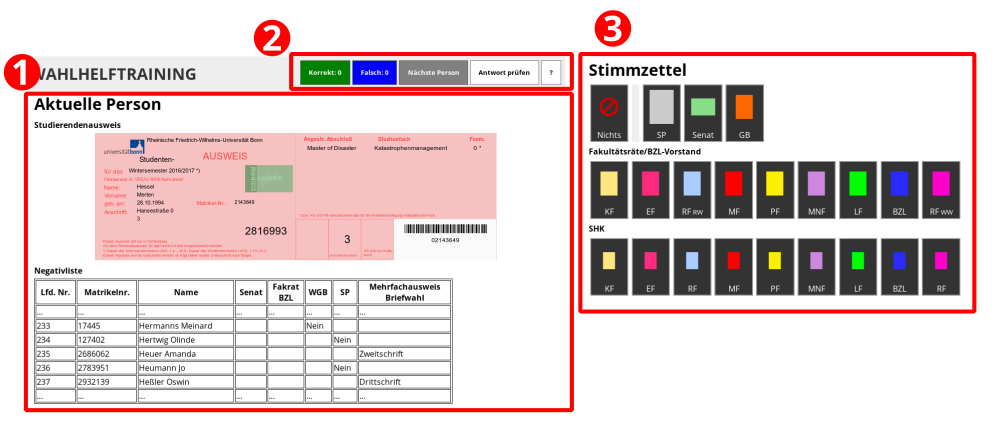 1
2
3
WAHLHELFTRAINING
Korrekt: 0
Falsch: 0
Nächste Person
Antwort prüfen
?
Aktuelle Person
Studierendenausweis
Rheinische Friedrich-Wilhelms-Universität Bonn
universität bonn
Studenten- AUSWEIS
für das Wintersemester 2016/2017 *)
Name: Hessel
Vorname: Merten
geb. am: 28.10.1994
Matrikel-Nr.: 2143649
Anschrift: Hansestraße 0
3
2816993
Angestr. Abschluß Studienfach Fsem.
Master of Disaster Katastrophenmanagement 0 *
3
02143649
Negativliste
Lfd. Nr. Matrikelnr. Name Senat Fakrat BZL WGB SP Mehrfachausweis Briefwahl
... ... ... ... ... ... ... ...
233 17445 Hermanns Meinard Nein
234 127402 Hertwig Olinde Nein
235 2686062 Heuer Amanda Zweitschrift
236 2783951 Heumann Jo Nein
237 2932139 Heßler Oswin Drittschrift
... ... ... ... ... ... ... ...
Stimmzettel
Nichts SP Senat GB
Fakultätsräte/BZL-Vorstand
KF EF RF RW MF PF MNF LF BZL RF WW
SHK
KF EF RF MF PF MNF LF BZL RF